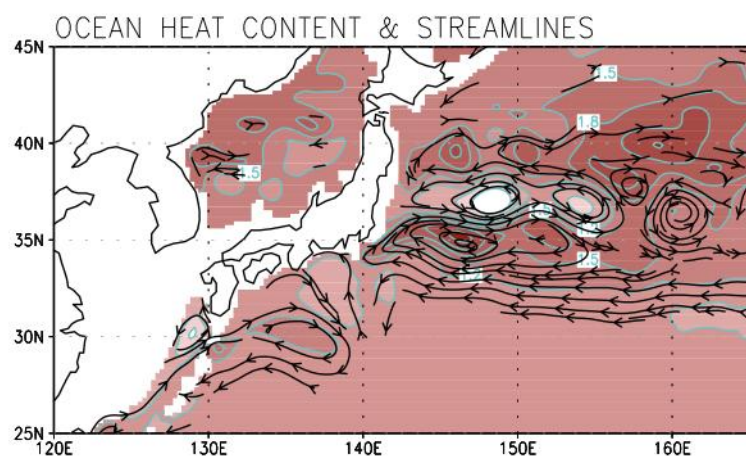 OCEAN HEAT CONTENT & STREAMLINES
45N
1.5
1.8
40N
1.5
35N
1.5
30N
25N
120E 130E 140E 150E 160E